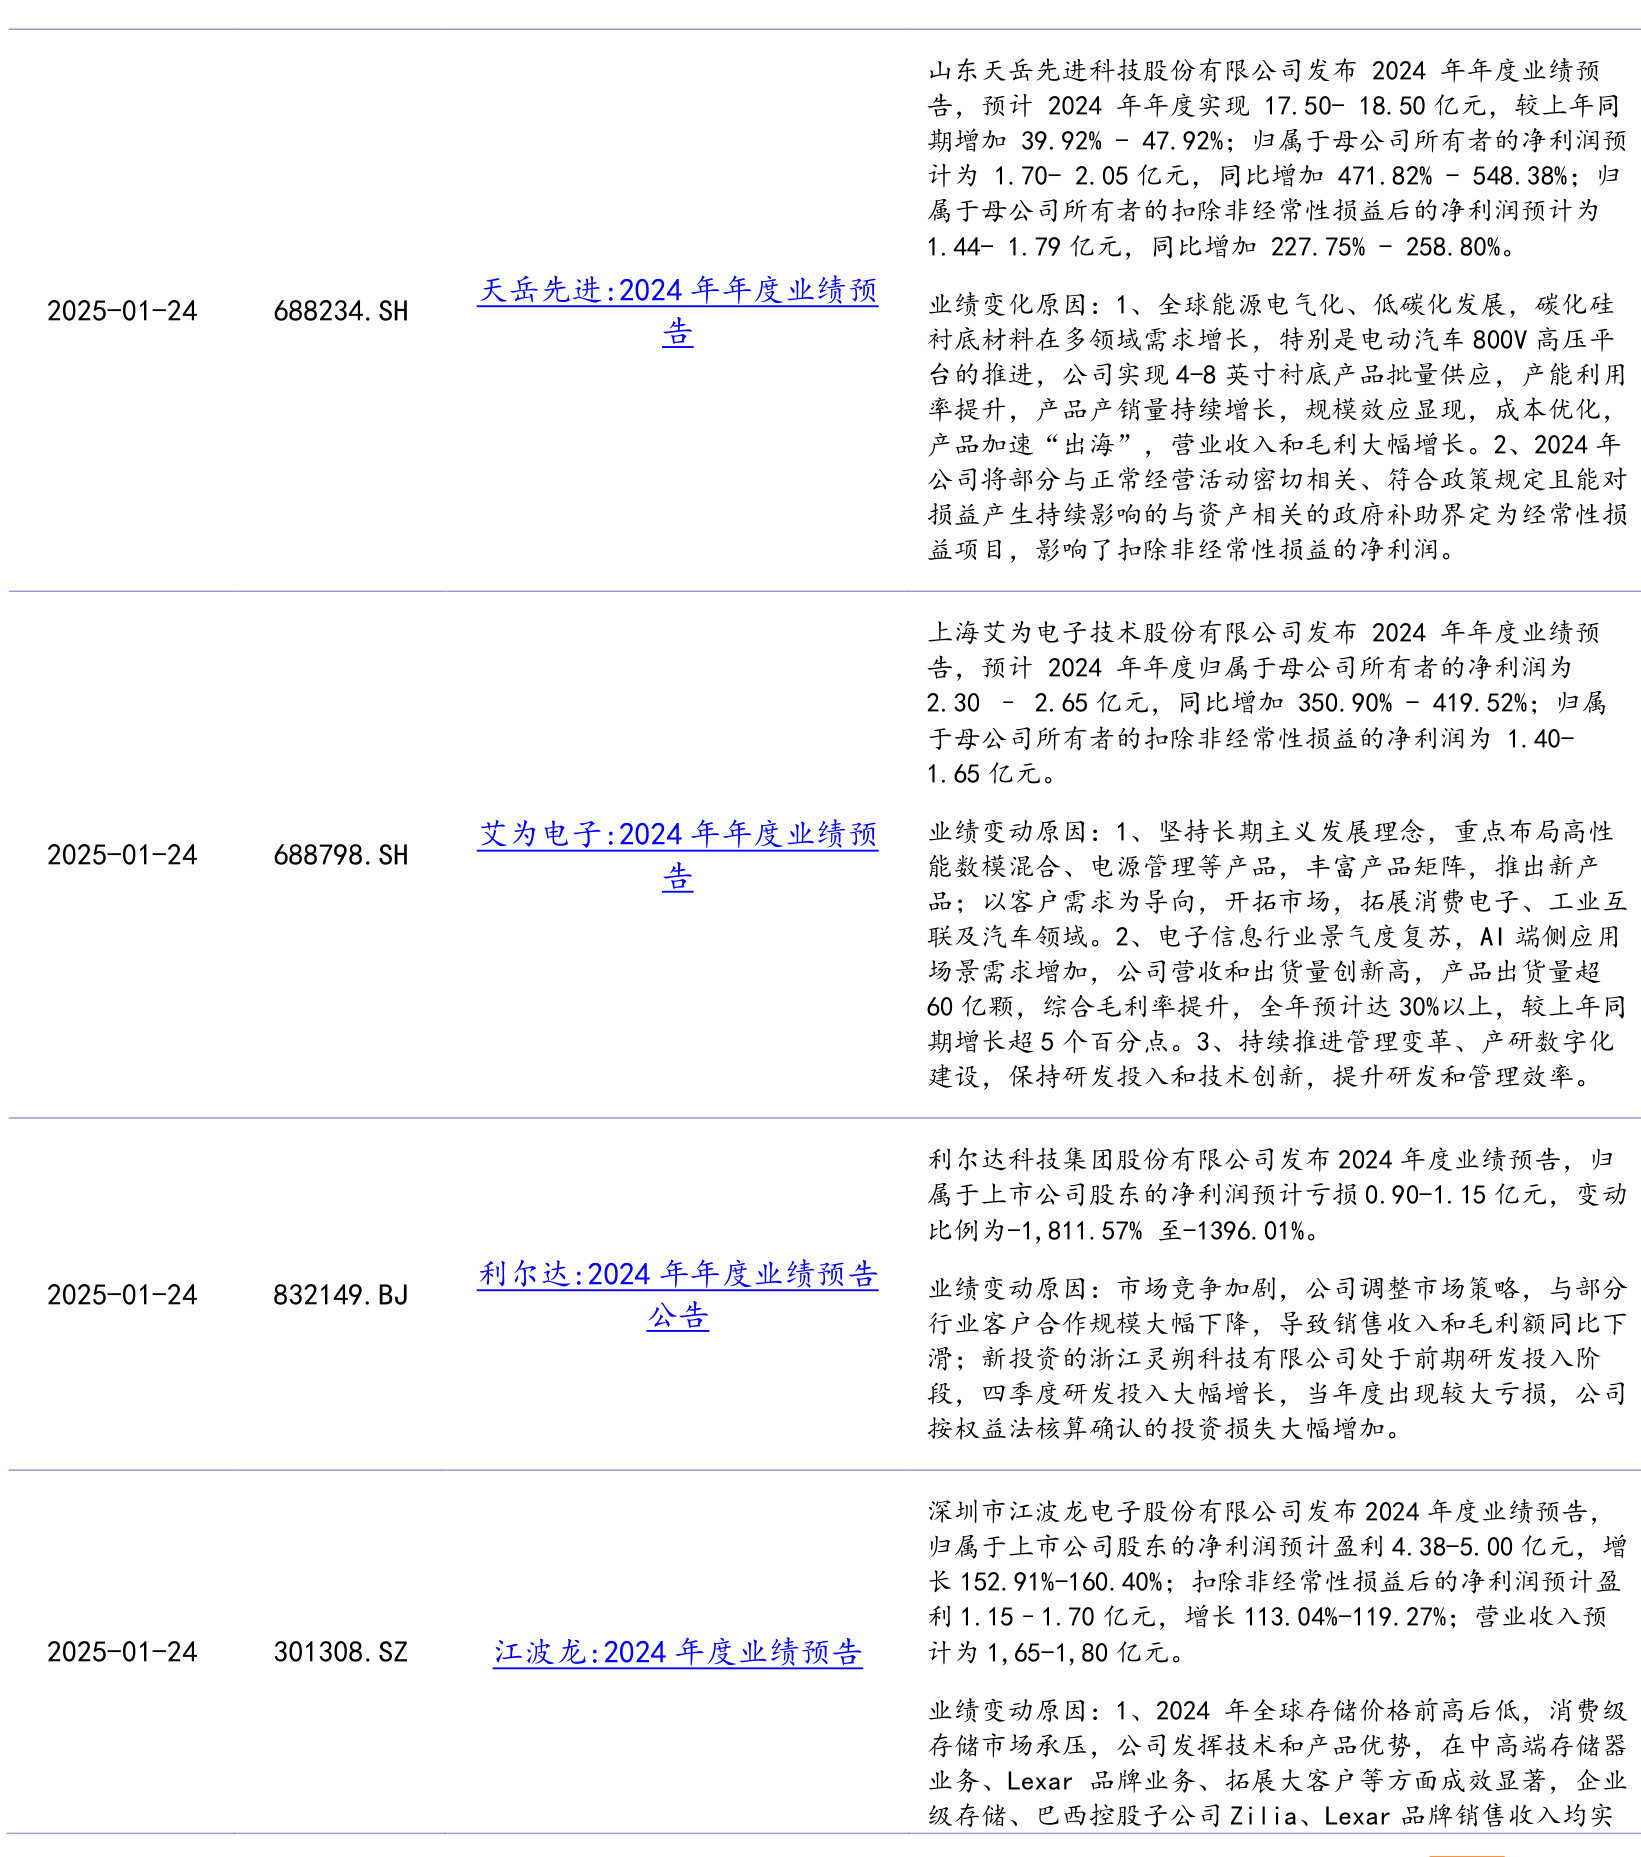 2025-01-24
688234.SH
天岳先进:2024 年年度业绩预
告
山东天岳先进科技股份有限公司发布 2024 年年度业绩预
告，预计 2024 年年度实现 17.50- 18.50 亿元，较上年同
期增加 39.92% - 47.92%；归属于母公司所有者的净利润预
计为 1.70- 2.05 亿元，同比增加 471.82% - 548.38%；归
属于母公司所有者的扣除非经常性损益后的净利润预计为
1.44- 1.79 亿元，同比增加 227.75% - 258.80%。
业绩变化原因：1、全球能源电气化、低碳化发展，碳化硅
衬底材料在多领域需求增长，特别是电动汽车 800V 高压平
台的推进，公司实现 4-8 英寸衬底产品批量供应，产能利用
率提升，产品产销量持续增长，规模效应显现，成本优化，
产品加速“出海”，营业收入和毛利大幅增长。2、2024 年
公司将部分与正常经营活动密切相关、符合政策规定且能对
损益产生持续影响的与资产相关的政府补助界定为经常性损
益项目，影响了扣除非经常性损益的净利润。
2025-01-24
688798.SH
艾为电子:2024 年年度业绩预
告
上海艾为电子技术股份有限公司发布 2024 年年度业绩预
告，预计 2024 年年度归属于母公司所有者的净利润为
2.30 – 2.65 亿元，同比增加 350.90% - 419.52%；归属
于母公司所有者的扣除非经常性损益的净利润为 1.40-
1.65 亿元。
业绩变动原因：1、坚持长期主义发展理念，重点布局高性
能数模混合、电源管理等产品，丰富产品矩阵，推出新产
品；以客户需求为导向，开拓市场，拓展消费电子、工业互
联及汽车领域。2、电子信息行业景气度复苏，AI 端侧应用
场景需求增加，公司营收和出货量创新高，产品出货量超
60 亿颗，综合毛利率提升，全年预计达 30%以上，较上年同
期增长超 5 个百分点。3、持续推进管理变革、产研数字化
建设，保持研发投入和技术创新，提升研发和管理效率。
2025-01-24
832149.BJ
利尔达:2024 年年度业绩预告
公告
利尔达科技集团股份有限公司发布 2024 年度业绩预告，归
属于上市公司股东的净利润预计亏损 0.90-1.15 亿元，变动
比例为-1,811.57% 至-1396.01%。
业绩变动原因：市场竞争加剧，公司调整市场策略，与部分
行业客户合作规模大幅下降，导致销售收入和毛利额同比下
滑；新投资的浙江灵朔科技有限公司处于前期研发投入阶
段，四季度研发投入大幅增长，当年度出现较大亏损，公司
按权益法核算确认的投资损失大幅增加。
2025-01-24
301308.SZ
江波龙:2024 年度业绩预告
深圳市江波龙电子股份有限公司发布 2024 年度业绩预告，
归属于上市公司股东的净利润预计盈利 4.38-5.00 亿元，增
长 152.91%-160.40%；扣除非经常性损益后的净利润预计盈
利 1.15–1.70 亿元，增长 113.04%-119.27%；营业收入预
计为 1,65-1,80 亿元。
业绩变动原因：1、2024 年全球存储价格前高后低，消费级
存储市场承压，公司发挥技术和产品优势，在中高端存储器
业务、Lexar 品牌业务、拓展大客户等方面成效显著，企业
级存储、巴西控股子公司 Zilia、Lexar 品牌销售收入均实